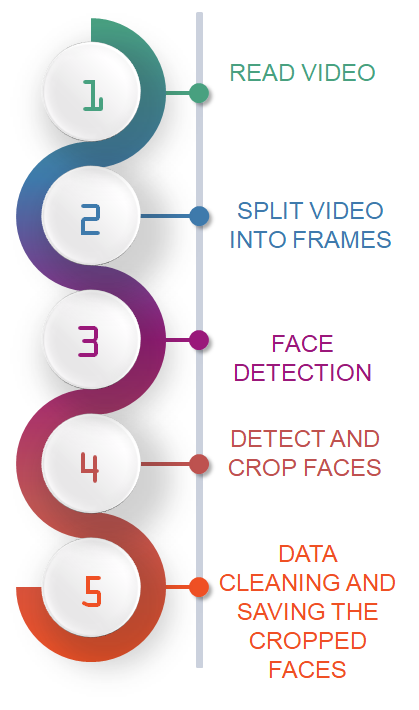 1
READ VIDEO
2
SPLIT VIDEO
INTO FRAMES
3
FACE
DETECTION
4
DETECT AND
CROP FACES
5
DATA
CLEANING AND
SAVING THE
CROPPED
FACES